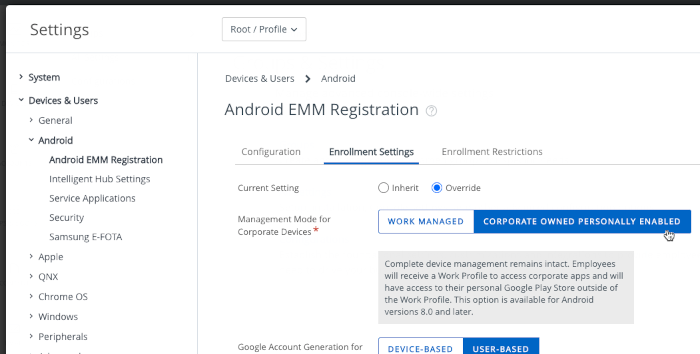 Settings
Root / Profile
System
Devices & Users
General
Android
Android EMM Registration
Intelligent Hub Settings
Service Applications
Security
Samsung E-FOTA
Apple
QNX
Chrome OS
Windows
Peripherals
Devices & Users > Android
Android EMM Registration
Configuration Enrollment Settings Enrollment Restrictions
Current Setting Inherit Override
Management Mode for
Corporate Devices*
WORK MANAGED CORPORATE OWNED PERSONALLY ENABLED
Complete device management remains intact. Employees
will receive a Work Profile to access corporate apps and will
have access to their personal Google Play Store outside of
the Work Profile. This option is available for Android
versions 8.0 and later.
Google Account Generation for
DEVICE-BASED USER-BASED